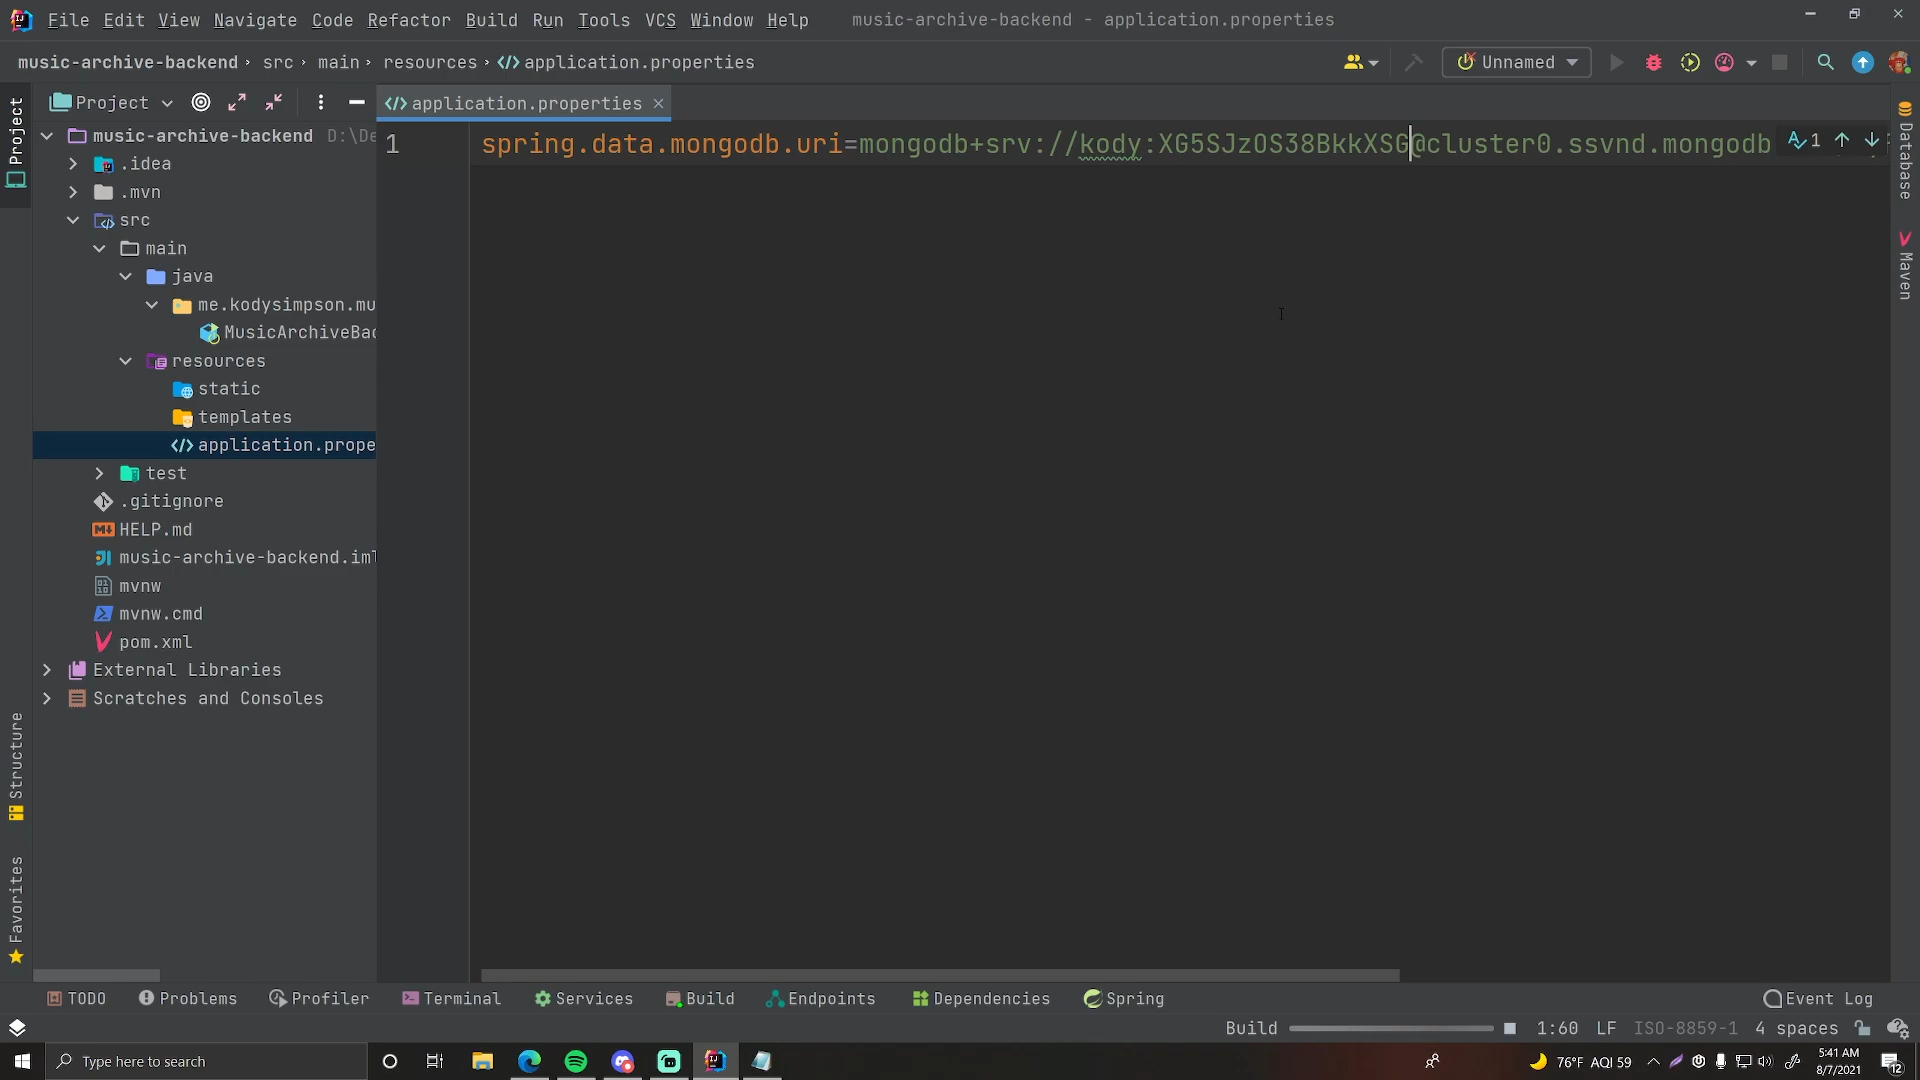 File Edit View Navigate Code Refactor Build Run Tools VCS Window Help music-archive-backend - application.properties
music-archive-backend src main resources application.properties Unnamed
Project application.properties
1 spring.data.mongodb.uri=mongodb+srv://kody:XG5SJzOS38BkkXSG@cluster0.ssvnd.mongodb 1
music-archive-backend D:\De
.idea
.mvn
src
main
java
me.kodysimpson.mu
MusicArchiveBac
resources
static
templates
application.prope
test
.gitignore
HELP.md
music-archive-backend.iml
mvnw
mvnw.cmd
pom.xml
External Libraries
Scratches and Consoles
Project
Structure
Favorites
Database
Maven
TODO Problems Profiler Terminal Services Build Endpoints Dependencies Spring Event Log
Build 1:60 LF ISO-8859-1 4 spaces
Type here to search 76°F AQI 59 5:41 AM
8/7/2021 12